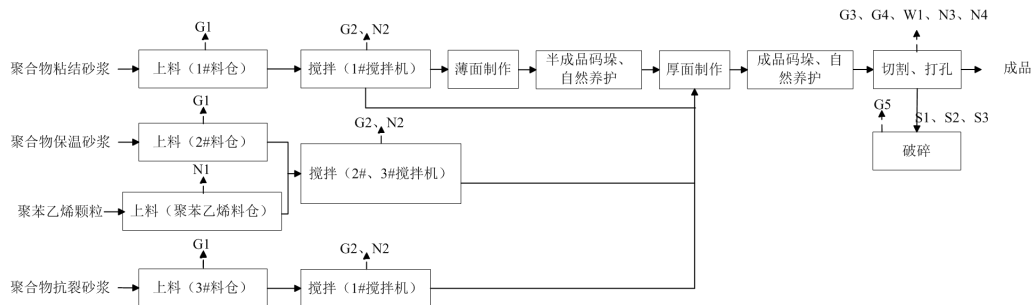 G3、G4、W1、N3、N4
G1
G2、N2
聚合物粘结砂浆
上料（1#料仓）
搅拌（1#搅拌机）
薄面制作
半成品码垛、
自然养护
厚面制作
成品码垛、自
然养护
切割、打孔
成品
G1
G2、N2
G5
S1、S2、S3
聚合物保温砂浆
上料（2#料仓）
搅拌（2#、3#搅拌机）
破碎
N1
聚苯乙烯颗粒
上料（聚苯乙烯料仓）
G1
G2、N2
聚合物抗裂砂浆
上料（3#料仓）
搅拌（1#搅拌机）